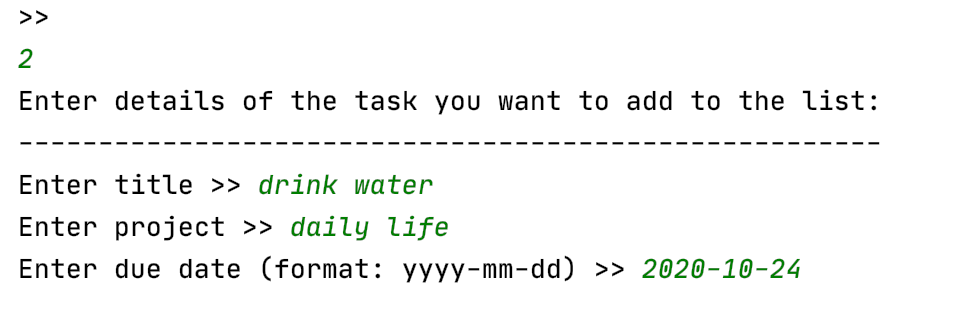 >>
2
Enter details of the task you want to add to the list:
------------------------------------------------------
Enter title >> drink water
Enter project >> daily life
Enter due date (format: yyyy-mm-dd) >> 2020-10-24